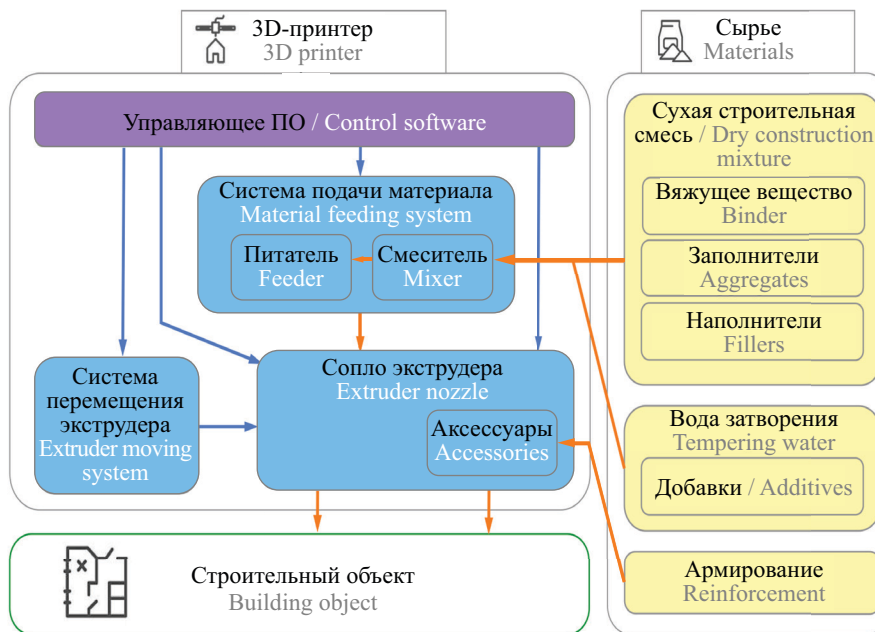 3D-принтер
3D printer
Сырье
Materials
Управляющее ПО / Control software
Система подачи материала
Material feeding system
Питатель
Feeder
Смеситель
Mixer
Система
перемещения
экструдера
Extruder moving
system
Сопло экструдера
Extruder nozzle
Аксессуары
Accessories
Строительный объект
Building object
Сухая строительная
смесь / Dry construction
mixture
Вяжущее вещество
Binder
Заполнители
Aggregates
Наполнители
Fillers
Вода затворения
Tempering water
Добавки / Additives
Армирование
Reinforcement